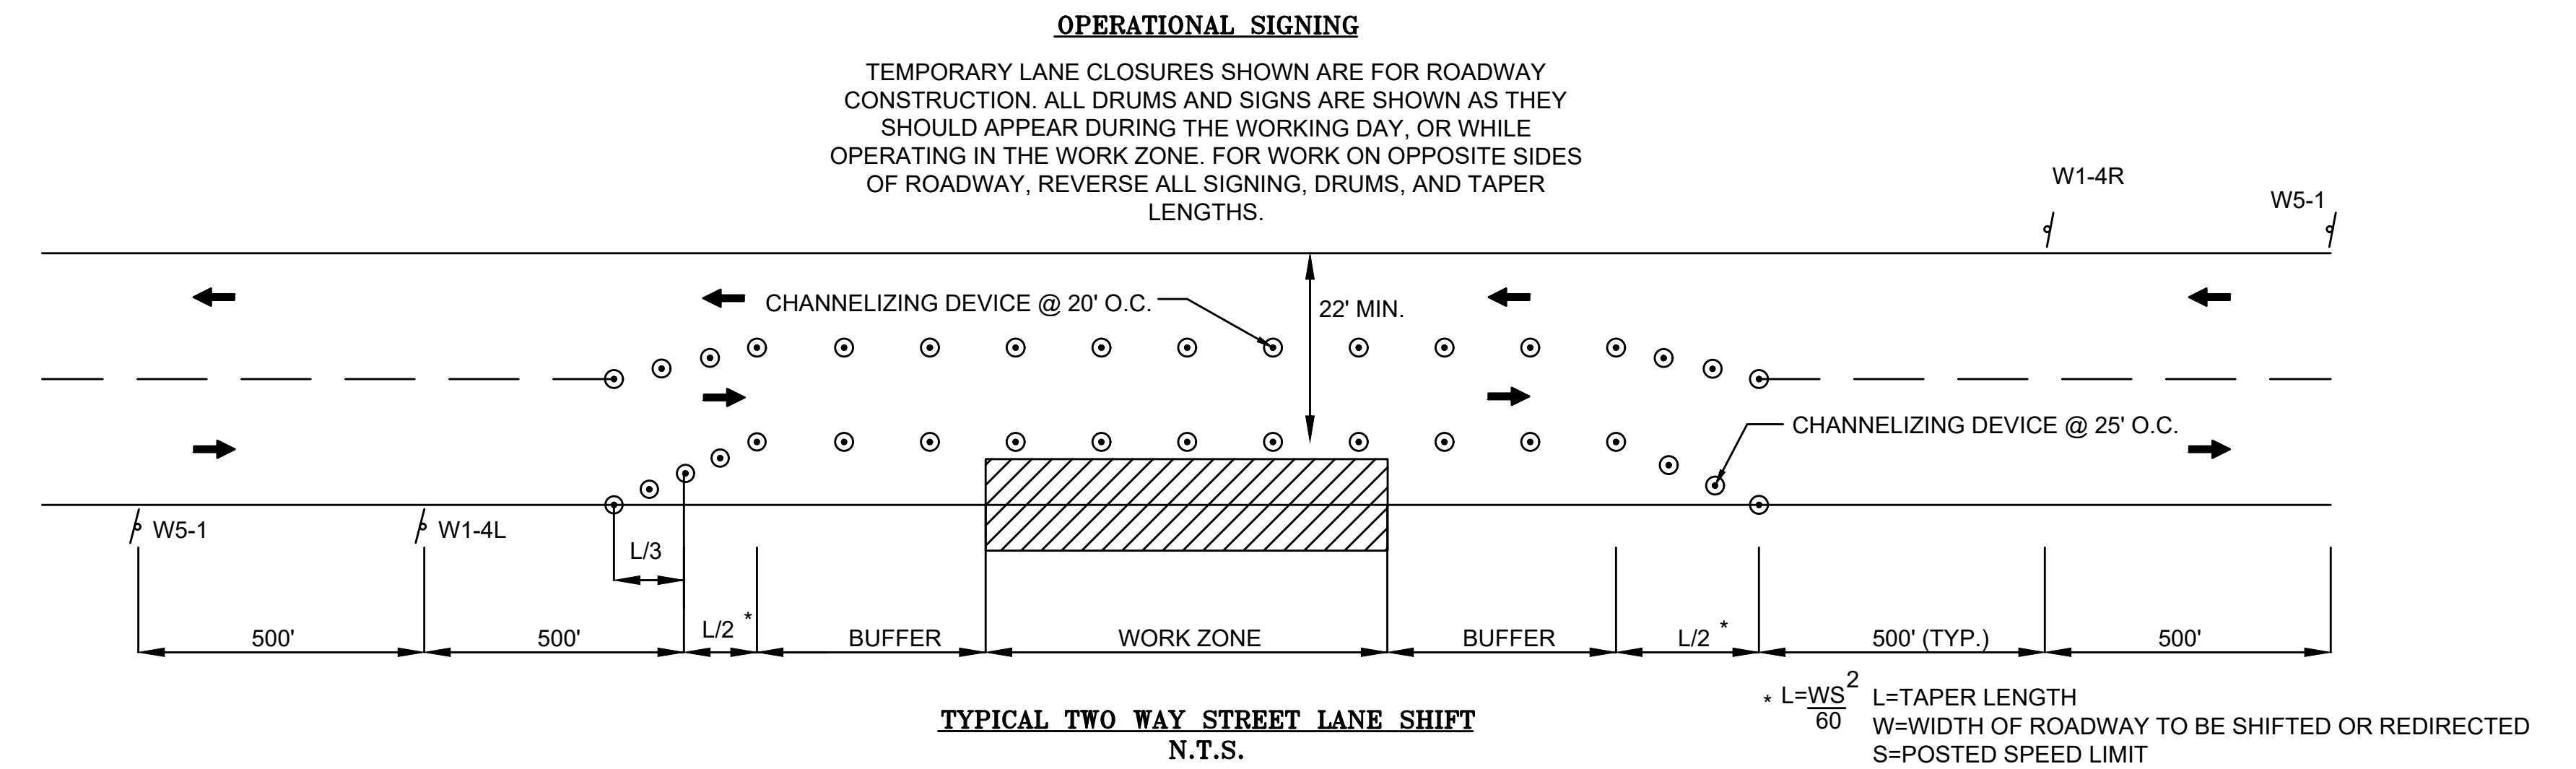 OPERATIONAL SIGNING
TEMPORARY LANE CLOSURES SHOWN ARE FOR ROADWAY
CONSTRUCTION. ALL DRUMS AND SIGNS ARE SHOWN AS THEY
SHOULD APPEAR DURING THE WORKING DAY, OR WHILE
OPERATING IN THE WORK ZONE. FOR WORK ON OPPOSITE SIDES
OF ROADWAY, REVERSE ALL SIGNING, DRUMS, AND TAPER
LENGTHS.
W1-4R
W5-1
CHANNELIZING DEVICE @ 20' O.C.
22' MIN.
CHANNELIZING DEVICE @ 25' O.C.
W5-1
W1-4L
L/3
500'
500'
L/2 *
BUFFER
WORK ZONE
BUFFER
L/2 *
500' (TYP.)
500'
* L=WS2
60
L=TAPER LENGTH
W=WIDTH OF ROADWAY TO BE SHIFTED OR REDIRECTED
S=POSTED SPEED LIMIT
TYPICAL TWO WAY STREET LANE SHIFT
N.T.S.